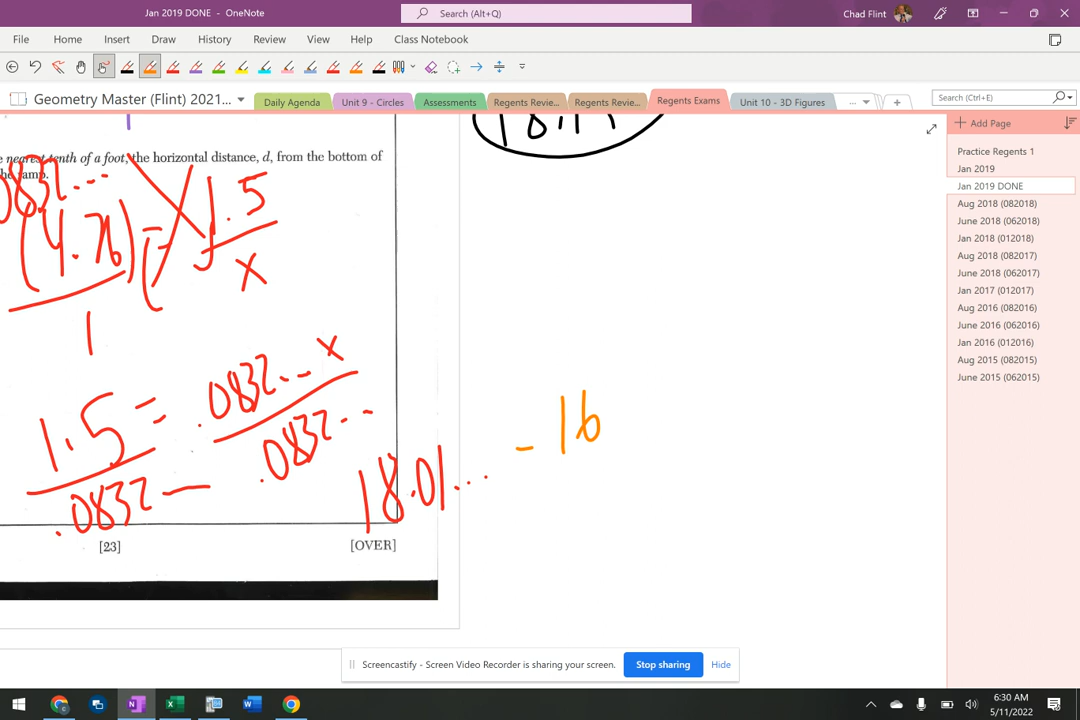 Jan 2019 DONE - OneNote
Search (Alt+Q)
Chad Flint
File Home Insert Draw History Review View Help Class Notebook
Geometry Master (Flint) 2021...
Daily Agenda Unit 9 - Circles Assessments Regents Revie... Regents Revie... Regents Exams Unit 10 - 3D Figures ...
Search (Ctrl+E)
Add Page
Practice Regents 1
Jan 2019
Jan 2019 DONE
Aug 2018 (082018)
June 2018 (062018)
Jan 2018 (012018)
Aug 2017 (082017)
June 2017 (062017)
Jan 2017 (012017)
Aug 2016 (082016)
June 2016 (062016)
Jan 2016 (012016)
Aug 2015 (082015)
June 2015 (062015)
nearest tenth of a foot, the horizontal distance, d, from the bottom of
ramp.
0832...
(4.76) = 1.5
1 x
1.5 = .0832... x
.0832 .0832...
18.01... - 16
[23] [OVER]
Screencastify - Screen Video Recorder is sharing your screen. Stop sharing Hide
6:30 AM
5/11/2022